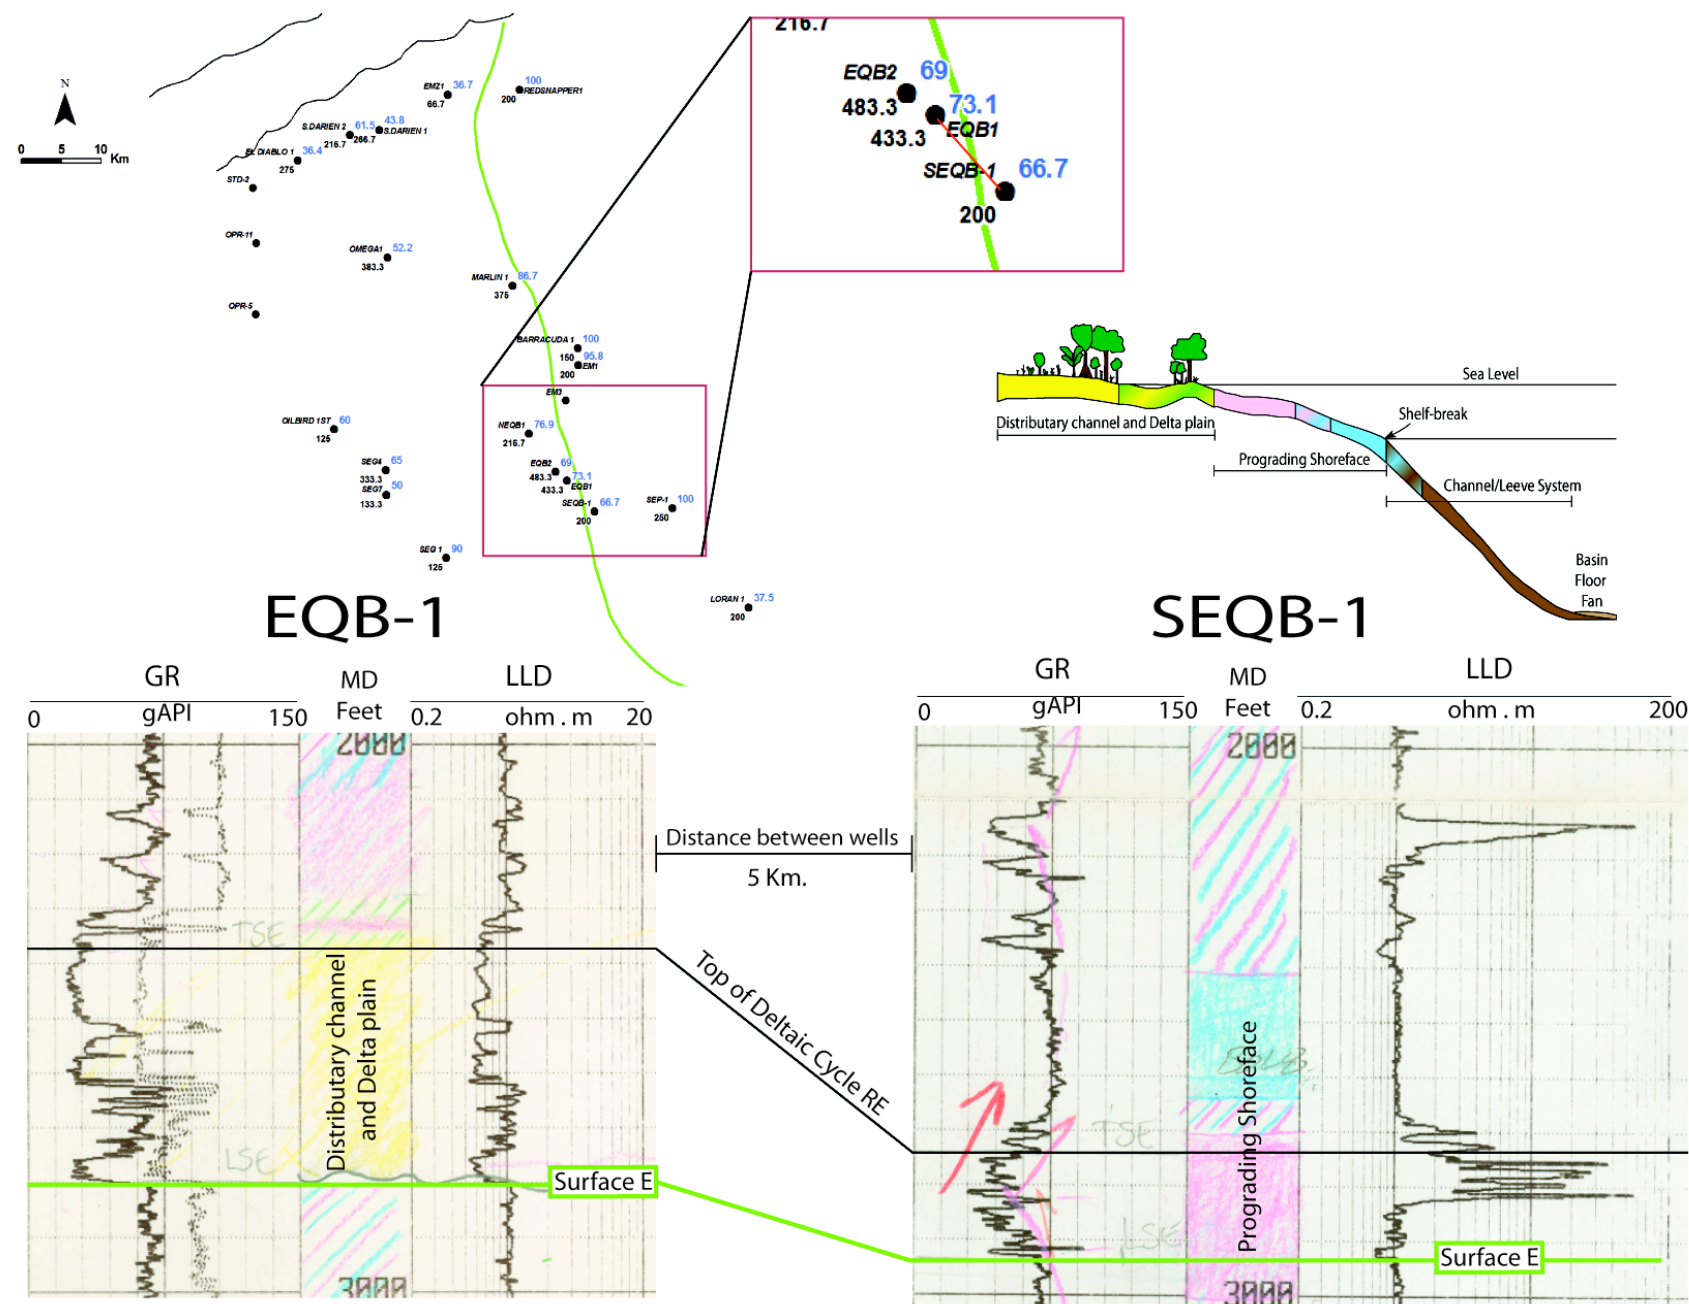 N
0 5 10 Km
EMZ1 36.7
66.7
100
200 REDSNAPPER1
S.DARIEN 2 61.5
216.7
43.8
S.DARIEN 1
266.7
EL DIABLO 1 36.4
275
STD-2
OPR-11
OMEGA1 52.2
383.3
OPR-5
MARLIN 1 86.7
375
BARRACUDA 1 100
150
95.8
200 EM1
EM3
NEQB1 76.9
216.7
EQB2 69
483.3
73.1
433.3 EQB1
SEQB-1 66.7
200
SEP-1 100
250
OILBIRD 1ST 60
125
SEG4 65
333.3
SEG7 50
133.3
SEG 1 90
125
LORAN 1 37.5
200
216.7
EQB2 69
483.3
73.1
EQB1
433.3
SEQB-1 66.7
200
Sea Level
Shelf-break
Distributary channel and Delta plain
Prograding Shoreface
Channel/Leeve System
Basin
Floor
Fan
EQB-1
GR
MD
LLD
0 gAPI 150
Feet
0.2 ohm . m 20
2000
TSE
Distributary channel
and Delta plain
LSE
Surface E
3000
Distance between wells
5 Km.
Top of Deltaic Cycle RE
SEQB-1
GR
MD
LLD
0 gAPI 150
Feet
0.2 ohm . m 200
2000
TSE
Prograding Shoreface
LSE
Surface E
3000